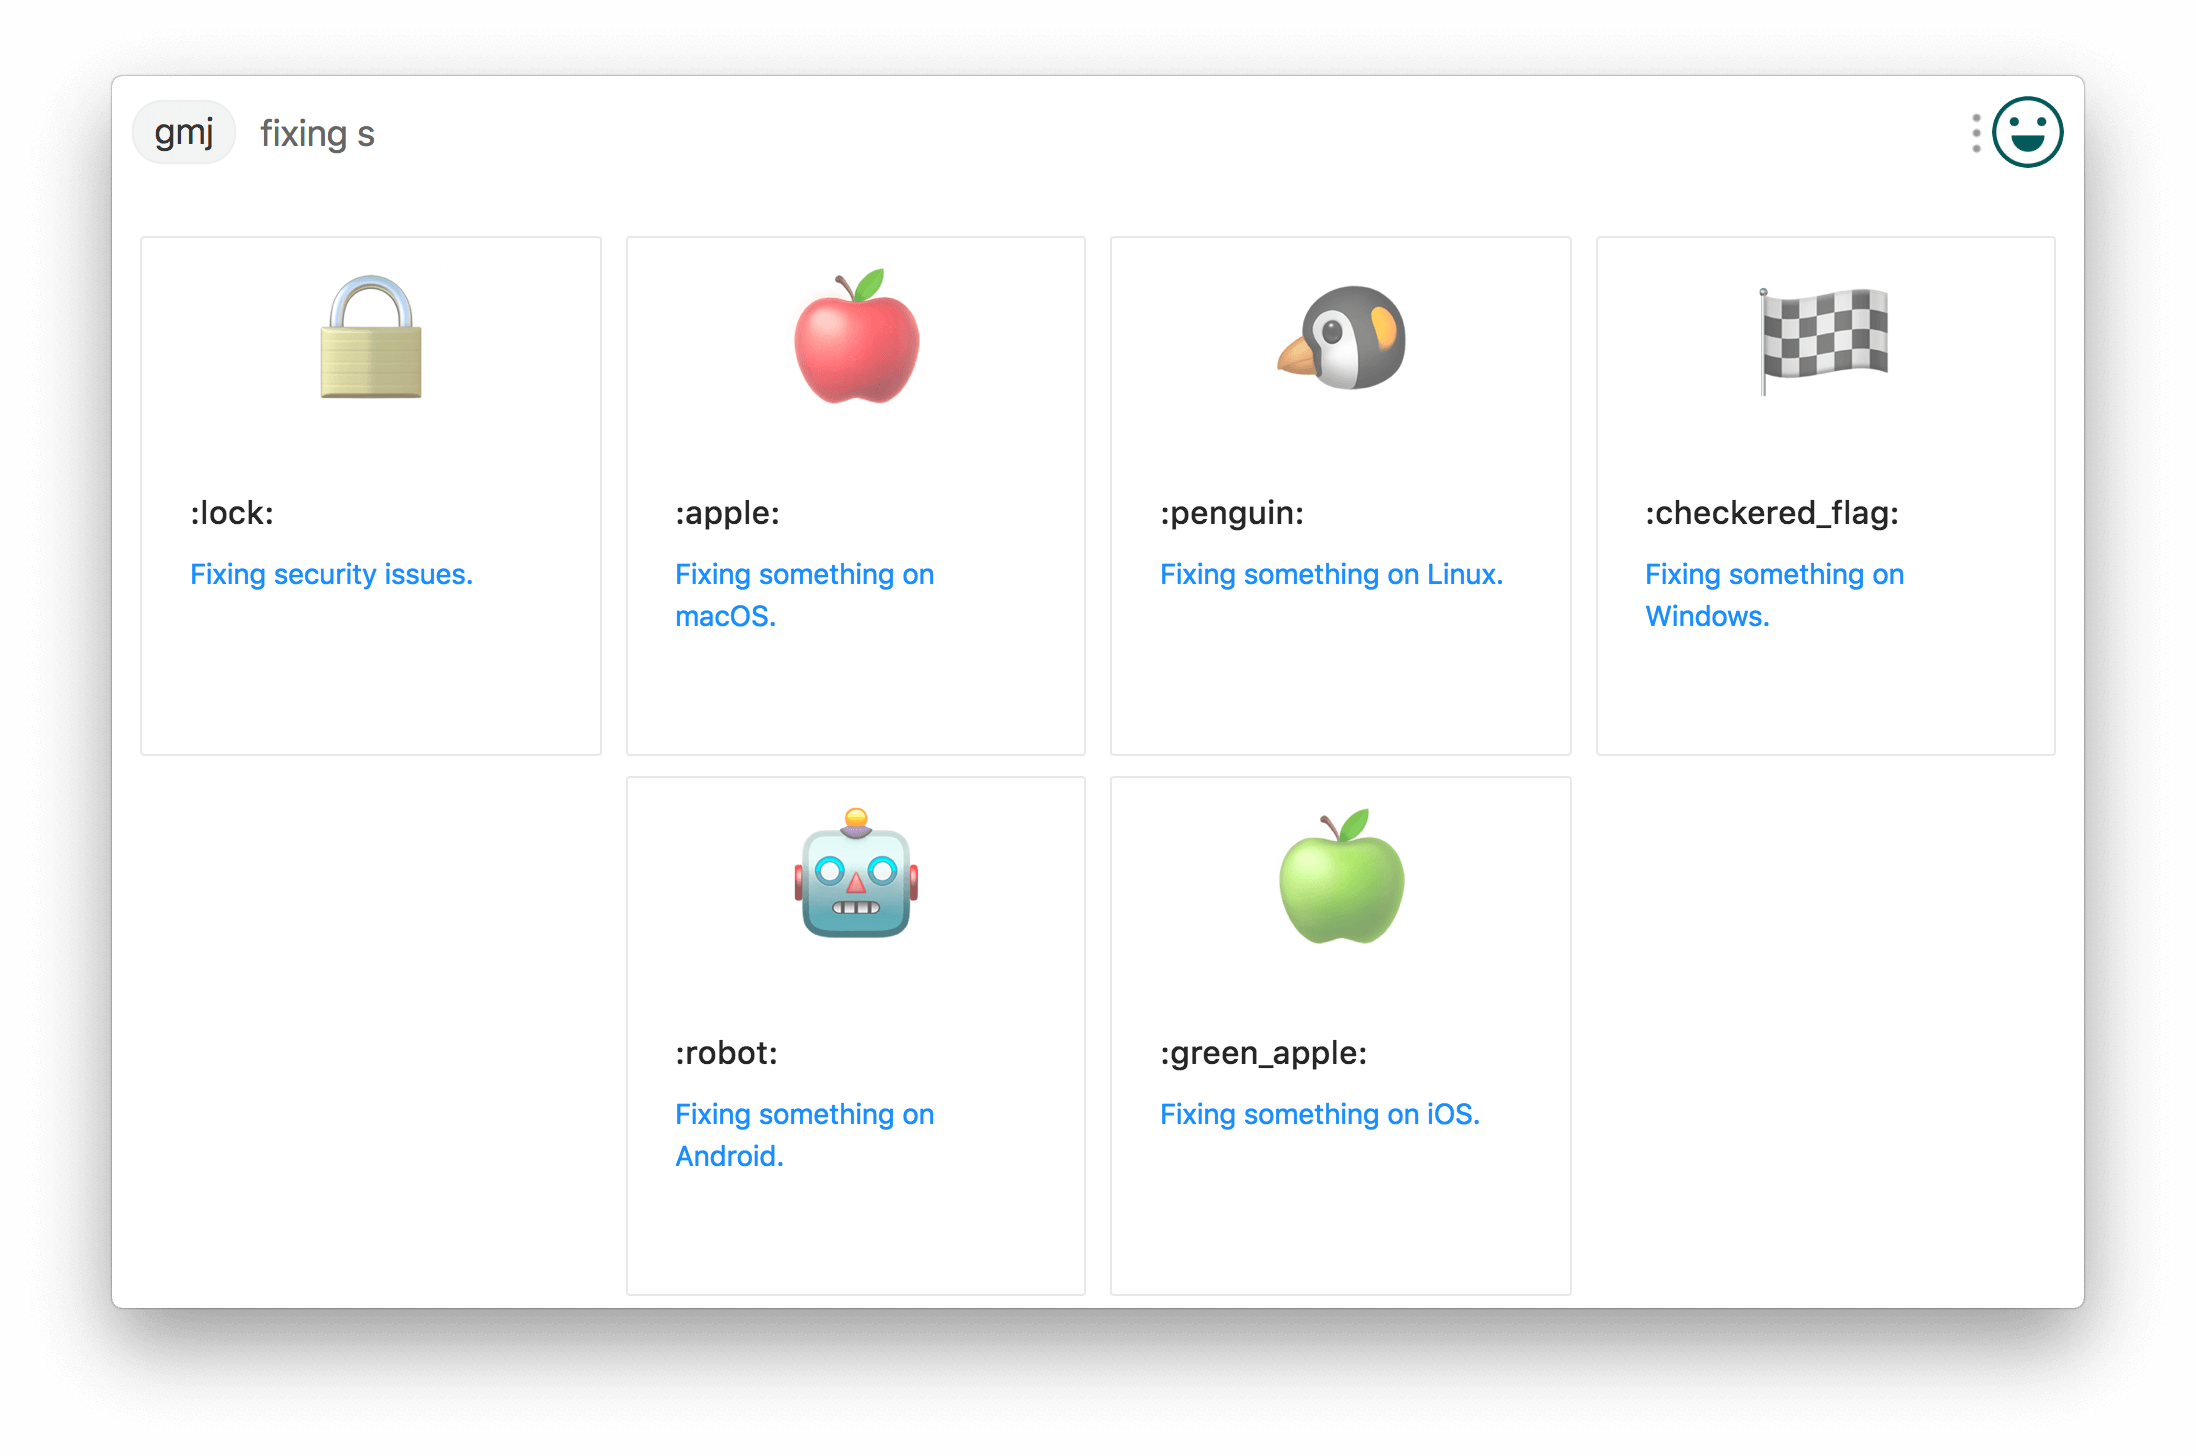 gmj fixing s
:lock:
Fixing security issues.
:apple:
Fixing something on
macOS.
:penguin:
Fixing something on Linux.
:checkered_flag:
Fixing something on
Windows.
:robot:
Fixing something on
Android.
:green_apple:
Fixing something on iOS.